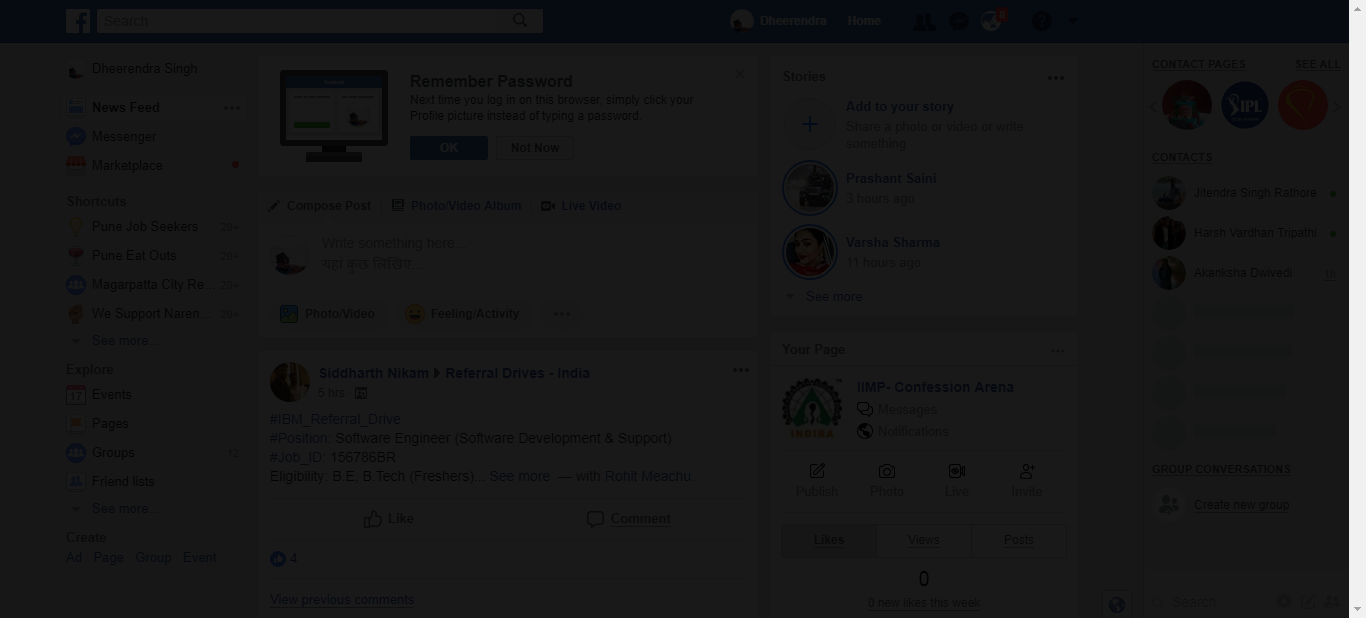 Search
Dheerendra
Home
Dheerendra Singh
News Feed
Messenger
Marketplace
Shortcuts
Pune Job Seekers 29+
Pune Eat Outs 29+
Magarpatta City Re... 29+
We Support Naren... 29+
See more...
Explore
17 Events
Pages
Groups 12
Friend lists
See more...
Create
Ad Page Group Event
Remember Password
Next time you log in on this browser, simply click your
Profile picture instead of typing a password.
OK Not Now
Compose Post Photo/Video Album Live Video
Write something here...
यहां कुछ लिखिए...
Photo/Video Feeling/Activity
Siddharth Nikam Referral Drives - India
5 hrs
#IBM_Referral_Drive
#Position: Software Engineer (Software Development & Support)
#Job_ID: 156786BR
Eligibility: B.E, B.Tech (Freshers)... See more — with Rohit Meachu.
Like Comment
4
View previous comments
Stories
Add to your story
Share a photo or video or write
something
Prashant Saini
3 hours ago
Varsha Sharma
11 hours ago
See more
Your Page
INDIRA
IIMP- Confession Arena
Messages
Notifications
Publish Photo Live Invite
Likes Views Posts
0
0 new likes this week
CONTACT PAGES SEE ALL
IPL
CONTACTS
Jitendra Singh Rathore
Harsh Vardhan Tripathi
Akanksha Dwivedi 1h
GROUP CONVERSATIONS
Create new group
Search